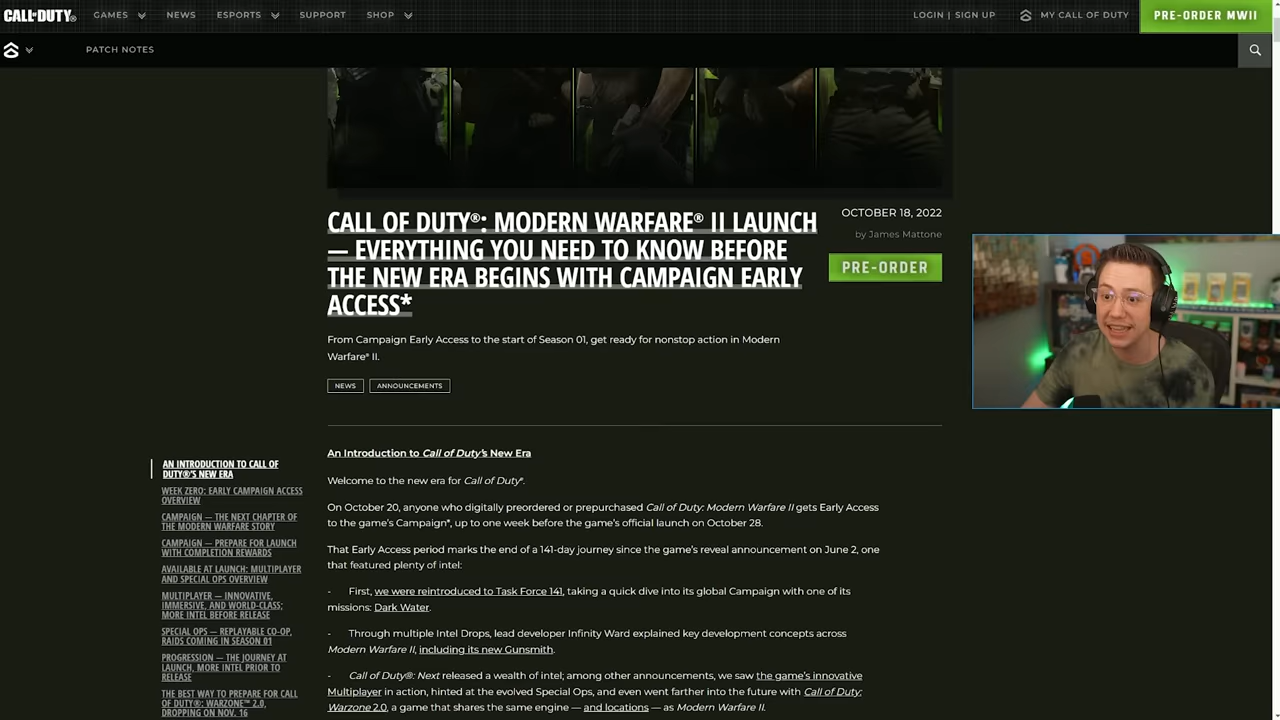 CALL OF DUTY®
GAMES
NEWS
ESPORTS
SUPPORT
SHOP
LOGIN | SIGN UP
MY CALL OF DUTY
PRE-ORDER MWII
PATCH NOTES
CALL OF DUTY®: MODERN WARFARE® II LAUNCH
— EVERYTHING YOU NEED TO KNOW BEFORE
THE NEW ERA BEGINS WITH CAMPAIGN EARLY
ACCESS*
OCTOBER 18, 2022
by James Mattone
PRE-ORDER
From Campaign Early Access to the start of Season 01, get ready for nonstop action in Modern
Warfare® II.
NEWS
ANNOUNCEMENTS
AN INTRODUCTION TO CALL OF
DUTY®'S NEW ERA
WEEK ZERO: EARLY CAMPAIGN ACCESS
OVERVIEW
CAMPAIGN — THE NEXT CHAPTER OF
THE MODERN WARFARE STORY
CAMPAIGN — PREPARE FOR LAUNCH
WITH COMPLETION REWARDS
AVAILABLE AT LAUNCH: MULTIPLAYER
AND SPECIAL OPS OVERVIEW
MULTIPLAYER — INNOVATIVE,
IMMERSIVE, AND WORLD-CLASS;
MORE INTEL BEFORE RELEASE
SPECIAL OPS — REPLAYABLE CO-OP,
RAIDS COMING IN SEASON 01
PROGRESSION — THE JOURNEY AT
LAUNCH, MORE INTEL PRIOR TO
RELEASE
THE BEST WAY TO PREPARE FOR CALL
OF DUTY®: WARZONE™ 2.0,
DROPPING ON NOV. 16
An Introduction to Call of Duty's New Era
Welcome to the new era for Call of Duty®.
On October 20, anyone who digitally preordered or prepurchased Call of Duty: Modern Warfare II gets Early Access
to the game's Campaign*, up to one week before the game's official launch on October 28.
That Early Access period marks the end of a 141-day journey since the game's reveal announcement on June 2, one
that featured plenty of intel:
- First, we were reintroduced to Task Force 141, taking a quick dive into its global Campaign with one of its
missions: Dark Water.
- Through multiple Intel Drops, lead developer Infinity Ward explained key development concepts across
Modern Warfare II, including its new Gunsmith.
- Call of Duty®: Next released a wealth of intel; among other announcements, we saw the game's innovative
Multiplayer in action, hinted at the evolved Special Ops, and even went farther into the future with Call of Duty:
Warzone 2.0, a game that shares the same engine — and locations — as Modern Warfare II.